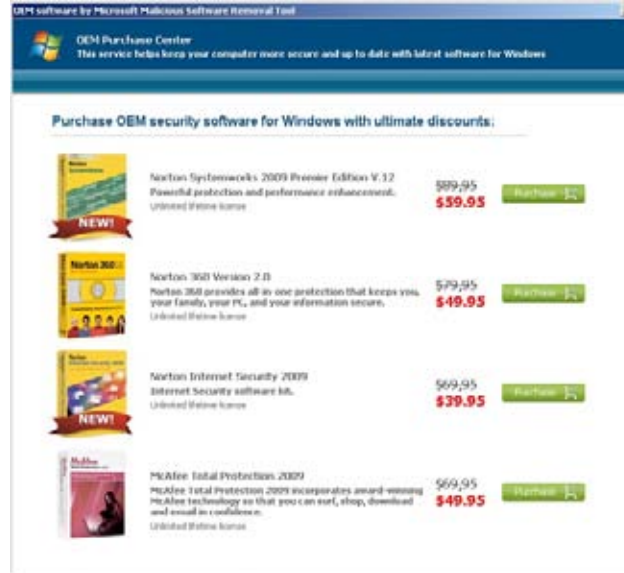 OEM software by Microsoft Malicious Software Removal Tool
OEM Purchase Center
This service helps keep your computer more secure and up to date with latest software for Windows
Purchase OEM security software for Windows with ultimate discounts:
Norton Systemworks 2009 Premier Edition V.12
Powerful protection and performance enhancement.
Unlimited lifetime license
$89,95
$59.95
Purchase
NEW!
Norton 360 Version 2.0
Norton 360 provides all-in-one protection that keeps you,
your family, your PC, and your information secure.
Unlimited lifetime license
$79,95
$49.95
Purchase
Norton 360
Norton Internet Security 2009
Internet Security software kit.
Unlimited lifetime license
$69,95
$39.95
Purchase
Norton
NEW!
McAfee Total Protection 2009
McAfee Total Protection 2009 incorporates award-winning
McAfee technology so that you can surf, shop, download
and email in confidence.
Unlimited lifetime license
$69,95
$49.95
Purchase
McAfee